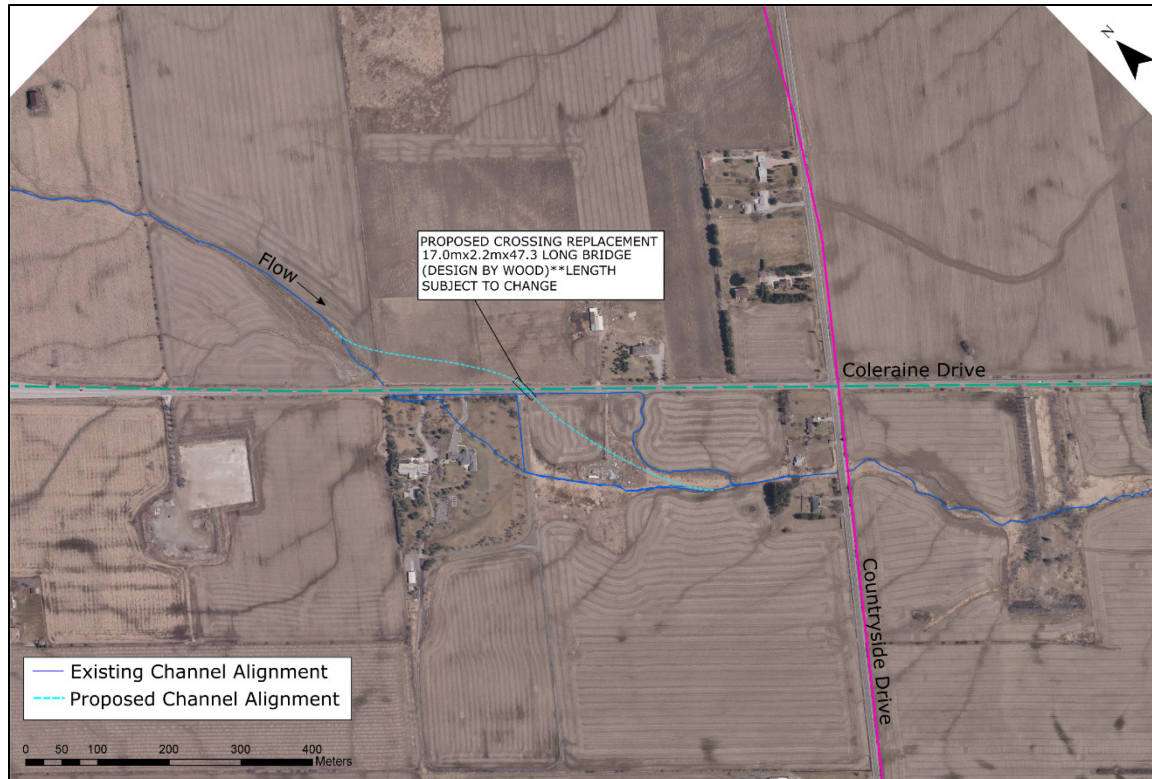 N
Flow
PROPOSED CROSSING REPLACEMENT
17.0mx2.2mx47.3 LONG BRIDGE
(DESIGN BY WOOD)**LENGTH
SUBJECT TO CHANGE
Coleraine Drive
Countryside Drive
Existing Channel Alignment
Proposed Channel Alignment
0 50 100 200 300 400
Meters